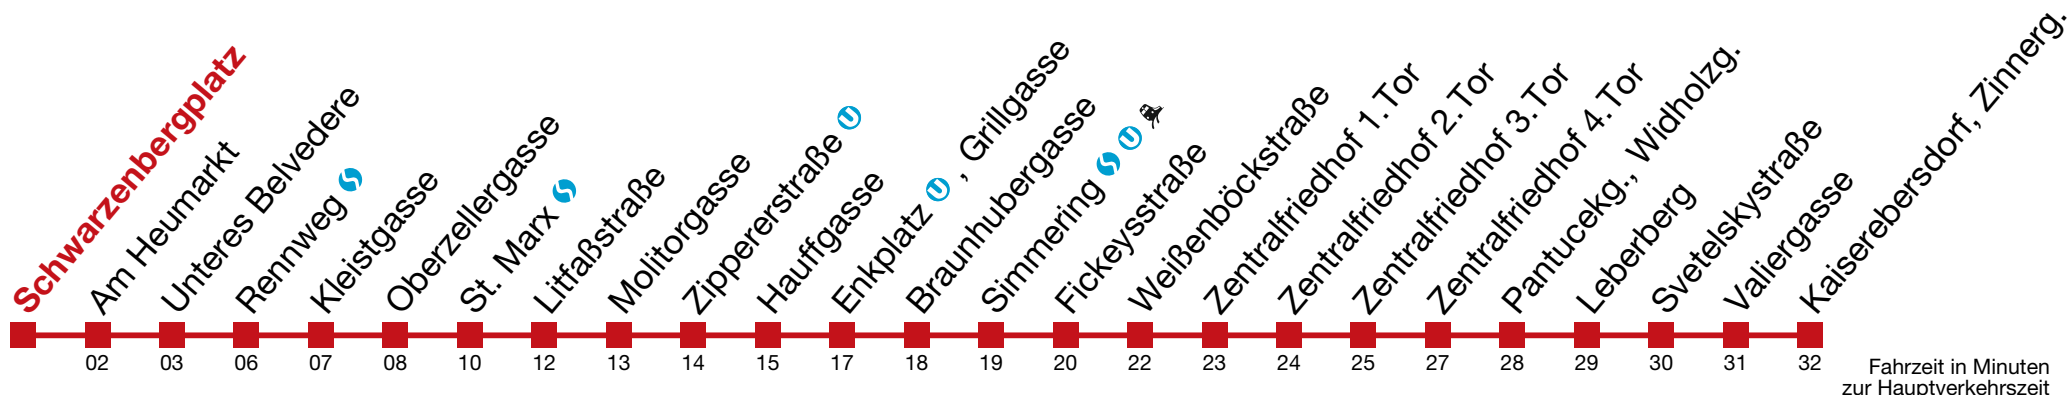 Schwarzenbergplatz
Am Heumarkt
Unteres Belvedere
Rennweg
Kleistgasse
Oberzellergasse
St. Marx
Litfaßstraße
Molitorgasse
Zippererstraße U
Hauffgasse
Enkplatz U , Grillgasse
Braunhubergasse
Simmering U
Fickeysstraße
Weißenböckstraße
Zentralfriedhof 1.Tor
Zentralfriedhof 2.Tor
Zentralfriedhof 3.Tor
Zentralfriedhof 4.Tor
Pantucekg., Widholzg.
Leberberg
Svetelskystraße
Valiergasse
Kaiserebersdorf, Zinnerg.
02 03 06 07 08 10 12 13 14 15 17 18 19 20 22 23 24 25 27 28 29 30 31 32
Fahrzeit in Minuten
zur Hauptverkehrszeit